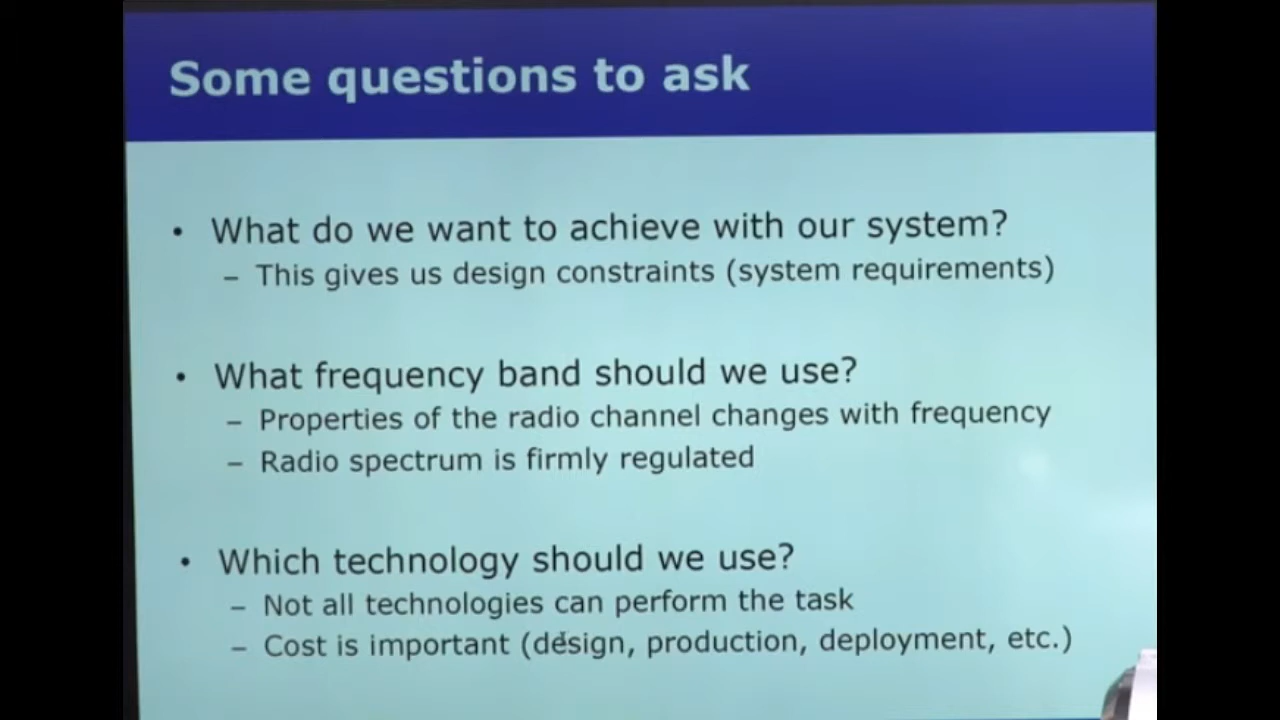 Some questions to ask
• What do we want to achieve with our system?
– This gives us design constraints (system requirements)
• What frequency band should we use?
– Properties of the radio channel changes with frequency
– Radio spectrum is firmly regulated
• Which technology should we use?
– Not all technologies can perform the task
– Cost is important (design, production, deployment, etc.)